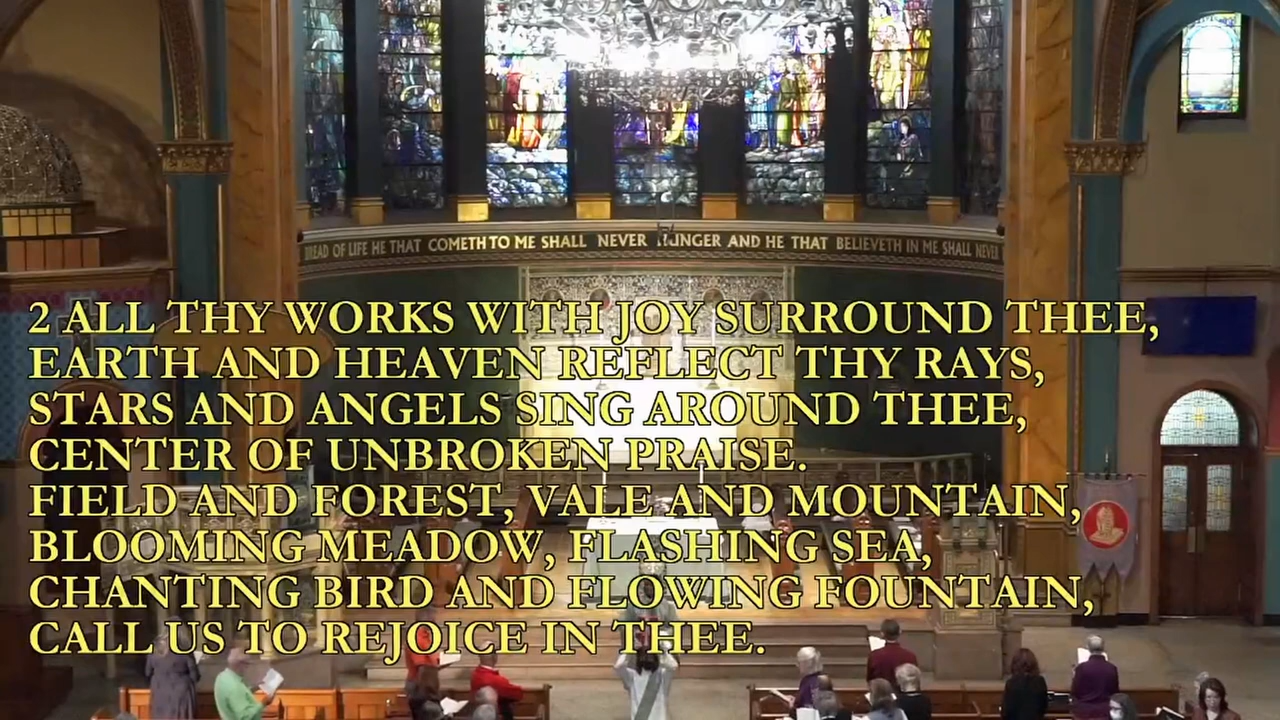 BREAD OF LIFE HE THAT COMETH TO ME SHALL NEVER HUNGER AND HE THAT BELIEVETH IN ME SHALL NEVER
2 ALL THY WORKS WITH JOY SURROUND THEE,
EARTH AND HEAVEN REFLECT THY RAYS,
STARS AND ANGELS SING AROUND THEE,
CENTER OF UNBROKEN PRAISE.
FIELD AND FOREST, VALE AND MOUNTAIN,
BLOOMING MEADOW, FLASHING SEA,
CHANTING BIRD AND FLOWING FOUNTAIN,
CALL US TO REJOICE IN THEE.